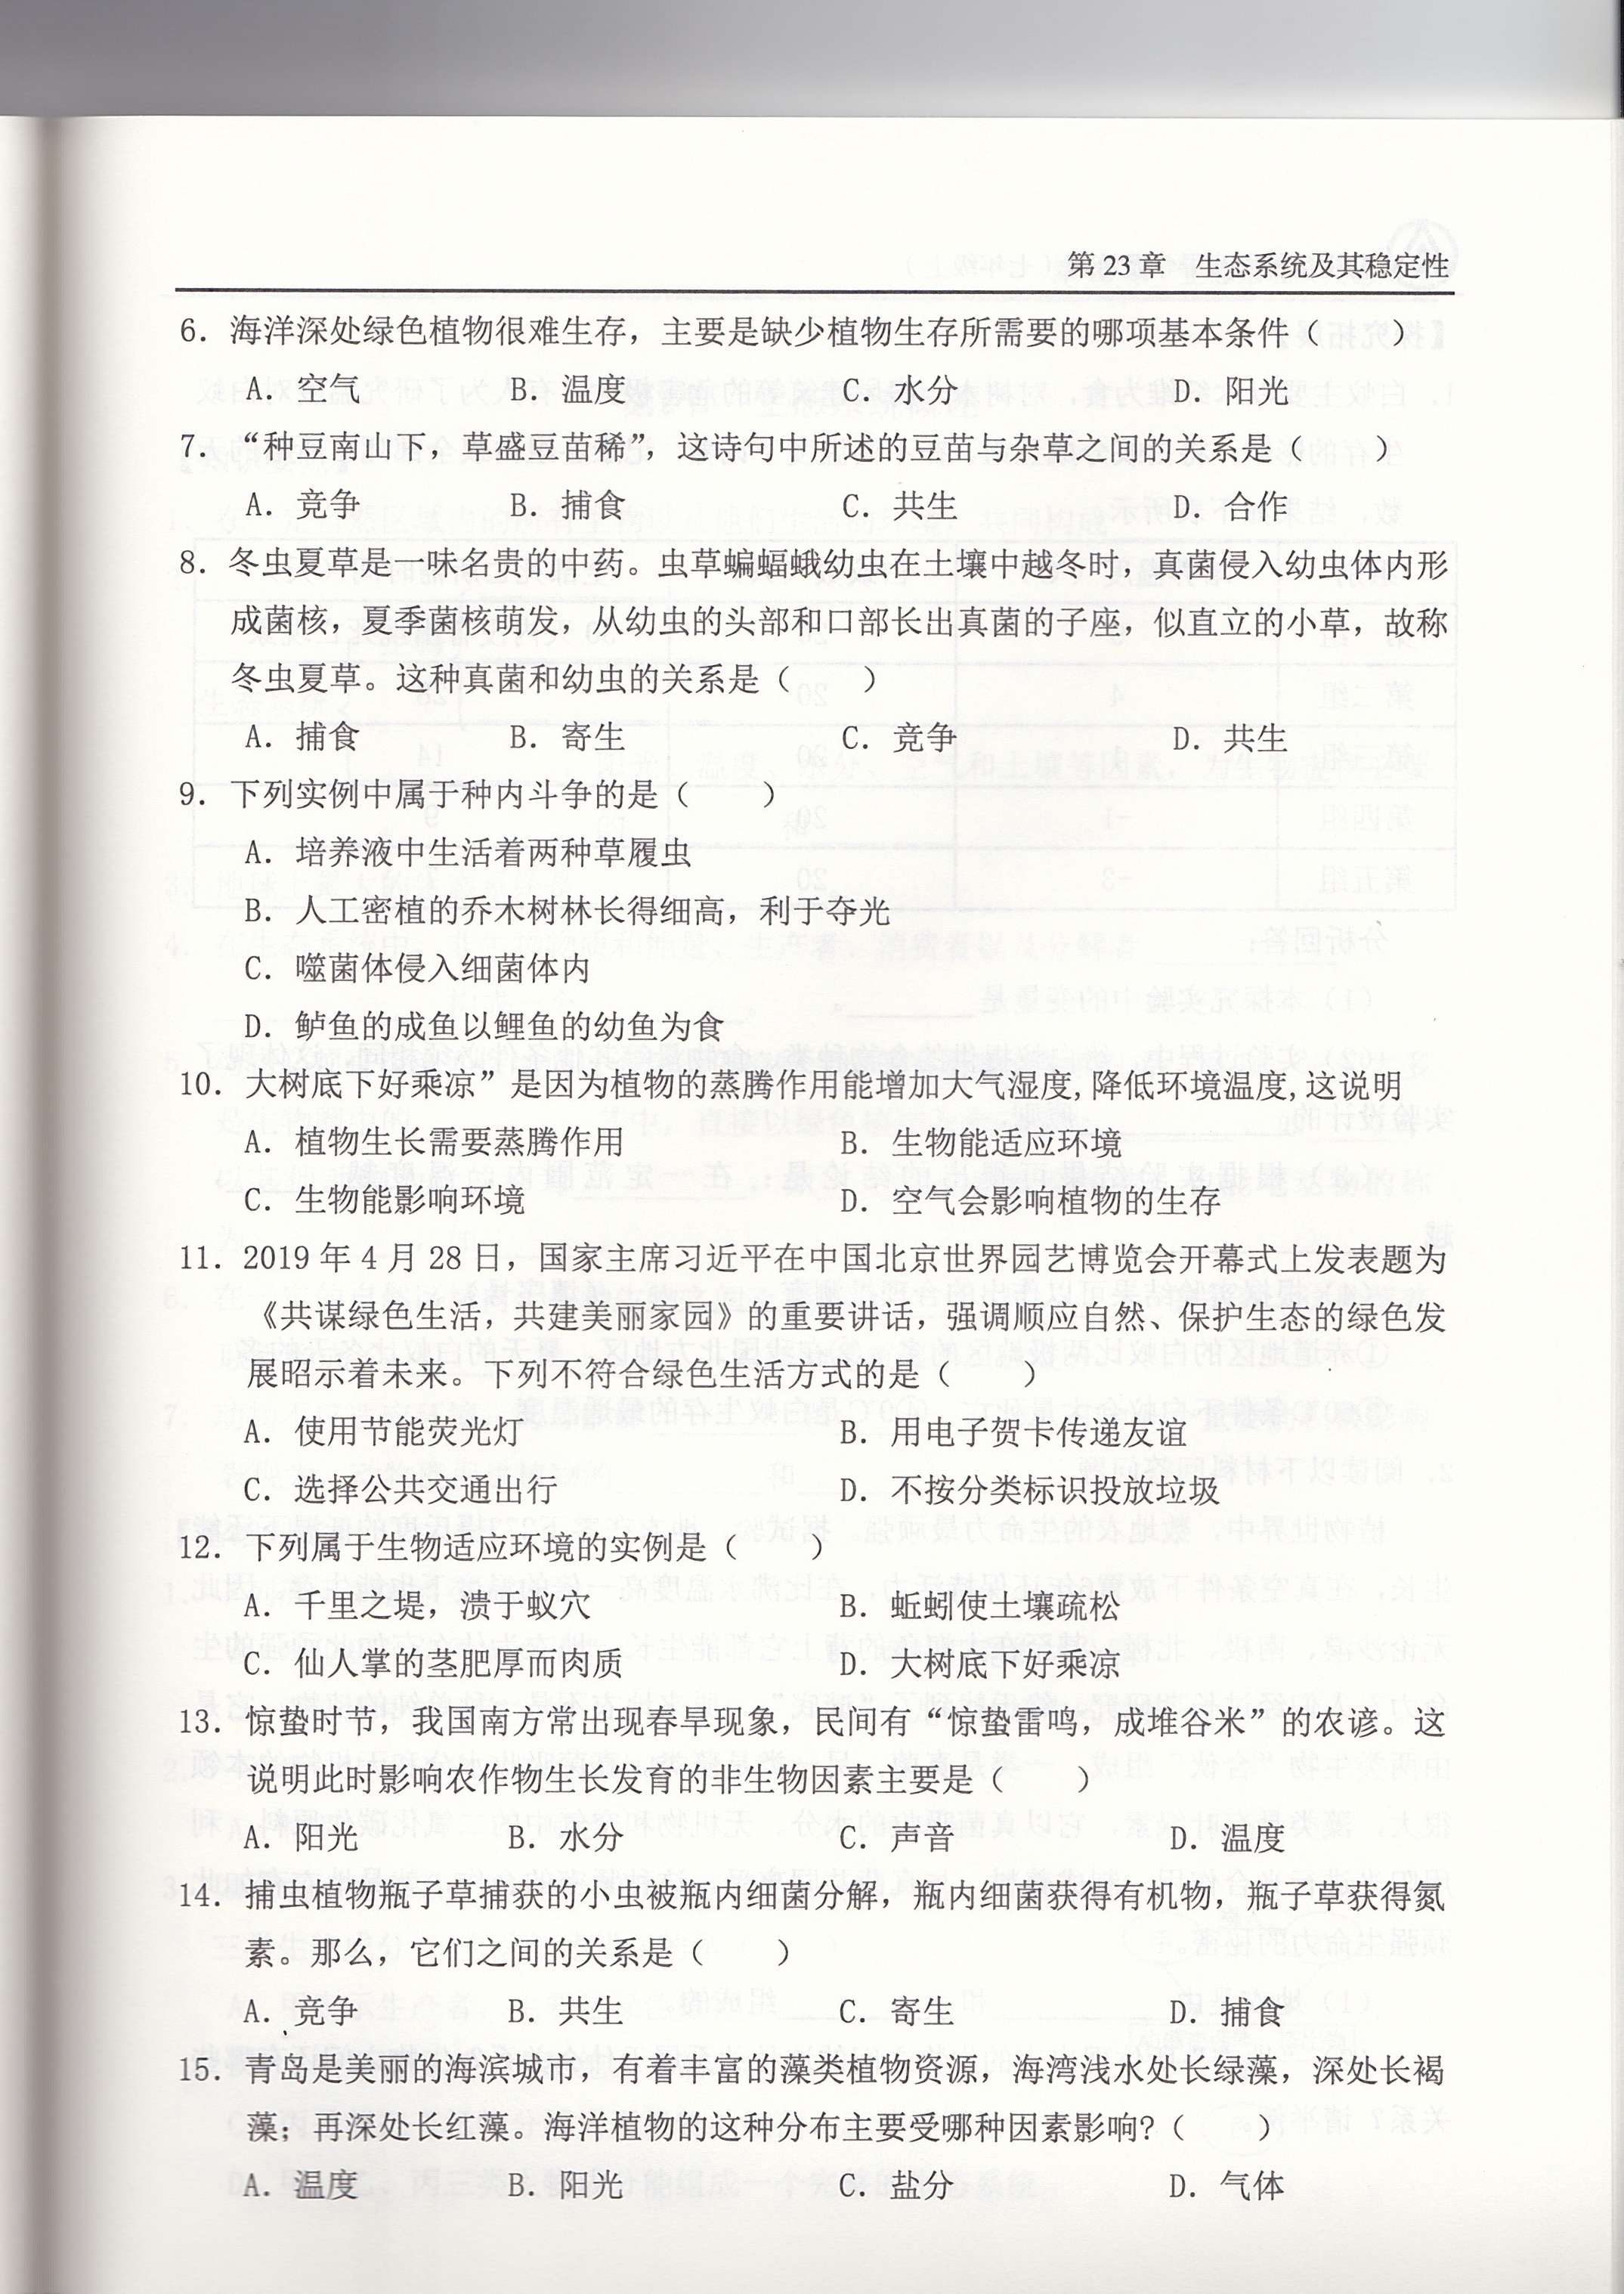 第 23 章　生态系统及其稳定性
6. 海洋深处绿色植物很难生存，主要是缺少植物生存所需要的哪项基本条件（　　）
A. 空气　B. 温度　C. 水分　D. 阳光
7. “种豆南山下，草盛豆苗稀”，这诗句中所述的豆苗与杂草之间的关系是（　　）
A. 竞争　B. 捕食　C. 共生　D. 合作
8. 冬虫夏草是一味名贵的中药。虫草蝙蝠蛾幼虫在土壤中越冬时，真菌侵入幼虫体内形
成菌核，夏季菌核萌发，从幼虫的头部和口部长出真菌的子座，似直立的小草，故称
冬虫夏草。这种真菌和幼虫的关系是（　　）
A. 捕食　B. 寄生　C. 竞争　D. 共生
9. 下列实例中属于种内斗争的是（　　）
A. 培养液中生活着两种草履虫
B. 人工密植的乔木树林长得细高，利于夺光
C. 噬菌体侵入细菌体内
D. 鲈鱼的成鱼以鲤鱼的幼鱼为食
10. 大树底下好乘凉”是因为植物的蒸腾作用能增加大气湿度,降低环境温度,这说明
A. 植物生长需要蒸腾作用　B. 生物能适应环境
C. 生物能影响环境　D. 空气会影响植物的生存
11. 2019 年 4 月 28 日，国家主席习近平在中国北京世界园艺博览会开幕式上发表题为
《共谋绿色生活，共建美丽家园》的重要讲话，强调顺应自然、保护生态的绿色发
展昭示着未来。下列不符合绿色生活方式的是（　　）
A. 使用节能荧光灯　B. 用电子贺卡传递友谊
C. 选择公共交通出行　D. 不按分类标识投放垃圾
12. 下列属于生物适应环境的实例是（　　）
A. 千里之堤，溃于蚁穴　B. 蚯蚓使土壤疏松
C. 仙人掌的茎肥厚而肉质　D. 大树底下好乘凉
13. 惊蛰时节，我国南方常出现春旱现象，民间有“惊蛰雷鸣，成堆谷米”的农谚。这
说明此时影响农作物生长发育的非生物因素主要是（　　）
A. 阳光　B. 水分　C. 声音　D. 温度
14. 捕虫植物瓶子草捕获的小虫被瓶内细菌分解，瓶内细菌获得有机物，瓶子草获得氮
素。那么，它们之间的关系是（　　）
A. 竞争　B. 共生　C. 寄生　D. 捕食
15. 青岛是美丽的海滨城市，有着丰富的藻类植物资源，海湾浅水处长绿藻，深处长褐
藻；再深处长红藻。海洋植物的这种分布主要受哪种因素影响?（　　）
A. 温度　B. 阳光　C. 盐分　D. 气体